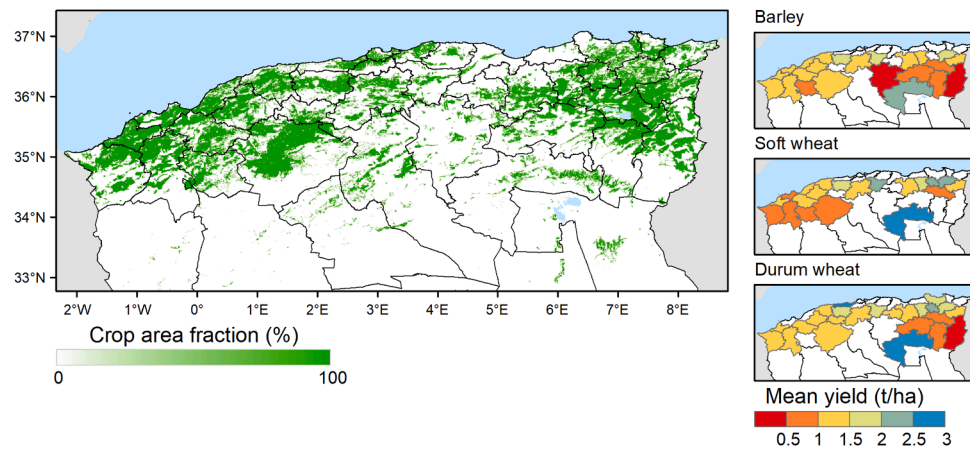 37°N
36°N
35°N
34°N
33°N
2°W 1°W 0° 1°E 2°E 3°E 4°E 5°E 6°E 7°E 8°E
Crop area fraction (%)
0 100
Barley
Soft wheat
Durum wheat
Mean yield (t/ha)
0.5 1 1.5 2 2.5 3